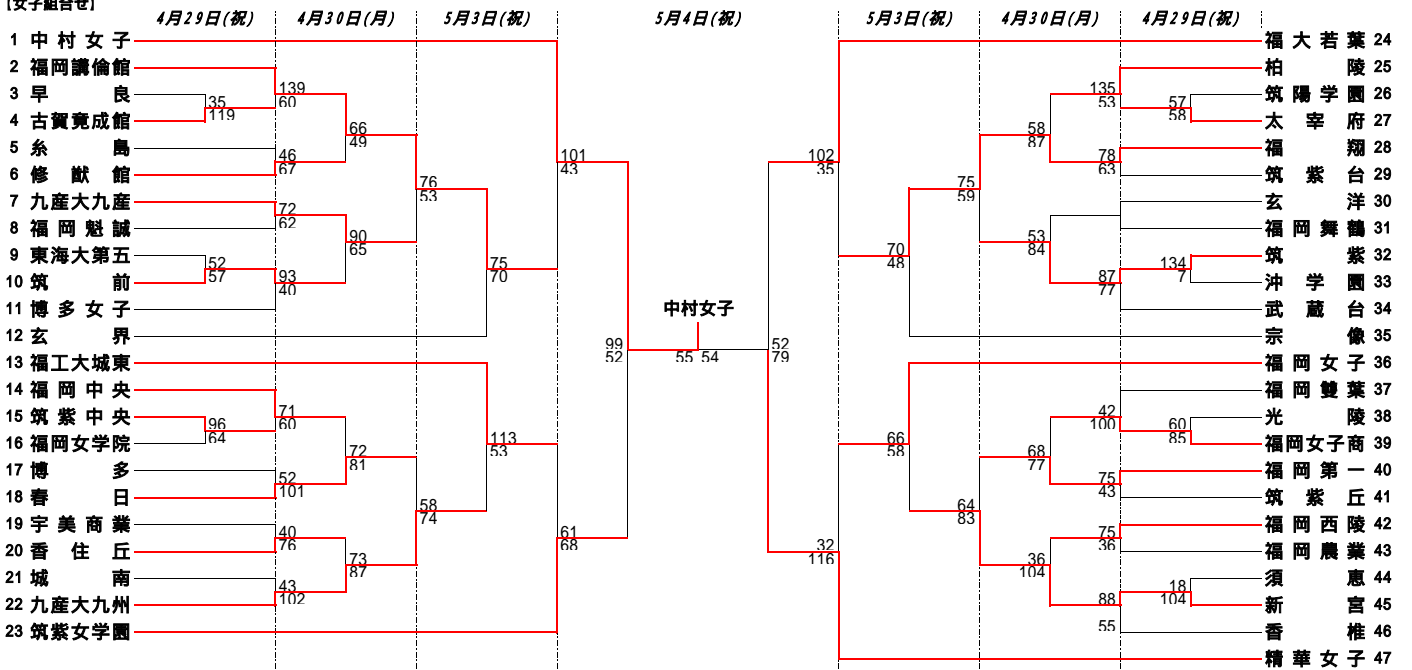 【女子組合せ】
4月29日(祝) 4月30日(月) 5月3日(祝) 5月4日(祝) 5月3日(祝) 4月30日(月) 4月29日(祝)
1 中村女子 福大若葉 24
2 福岡講倫館 柏陵 25
139 135
3 早良 筑陽学園 26
35 60 53 57
119 58
4 古賀竟成館 太宰府 27
66 58
49 87
5 糸島 福翔 28
46 101 102 78
67 43 35 63
6 修猷館 筑紫台 29
76 75
53 59
7 九産大九産 玄洋 30
72
62
8 福岡魁誠 福岡舞鶴 31
90 53
65 84
9 東海大第五 70 筑紫 32
52 75 48 134
57 70 7
10 筑前 93 87 沖学園 33
40 77
11 博多女子 中村女子 武蔵台 34
12 玄界 宗像 35
99 55 54 52
52 79
13 福工大城東 福岡女子 36
14 福岡中央 福岡雙葉 37
71 42
60 100
15 筑紫中央 光陵 38
96 60
64 85
16 福岡女学院 113 66 福岡女子商 39
53 58
72 68
81 77
17 博多 福岡第一 40
52 75
101 43
18 春日 筑紫丘 41
58 64
74 83
19 宇美商業 福岡西陵 42
40 61 75
76 68 36
20 香住丘 32 福岡農業 43
116
73 36
87 104
21 城南 須恵 44
43 18
102 88 104
22 九産大九州 新宮 45
55
23 筑紫女学園 香椎 46
精華女子 47